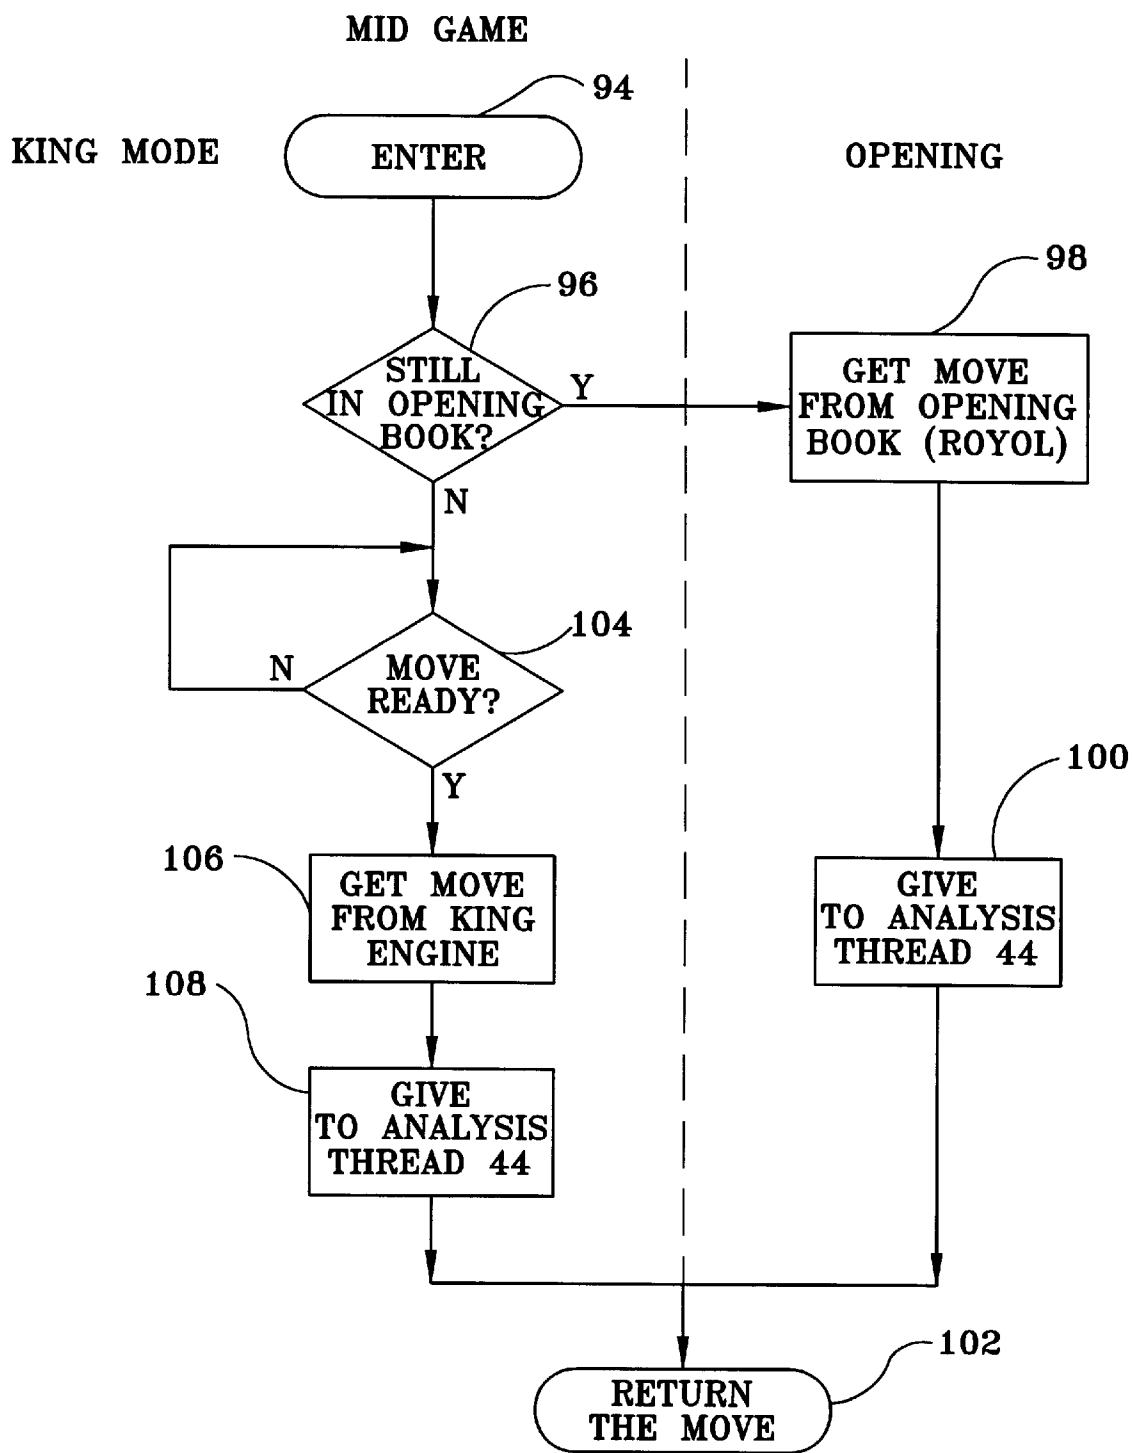 MID GAME
94
KING MODE
ENTER
OPENING
96
98
STILL
IN OPENING
BOOK?
Y
N
GET MOVE
FROM OPENING
BOOK (ROYOL)
104
N
MOVE
READY?
Y
100
106
GET MOVE
FROM KING
ENGINE
GIVE
TO ANALYSIS
THREAD 44
108
GIVE
TO ANALYSIS
THREAD 44
102
RETURN
THE MOVE